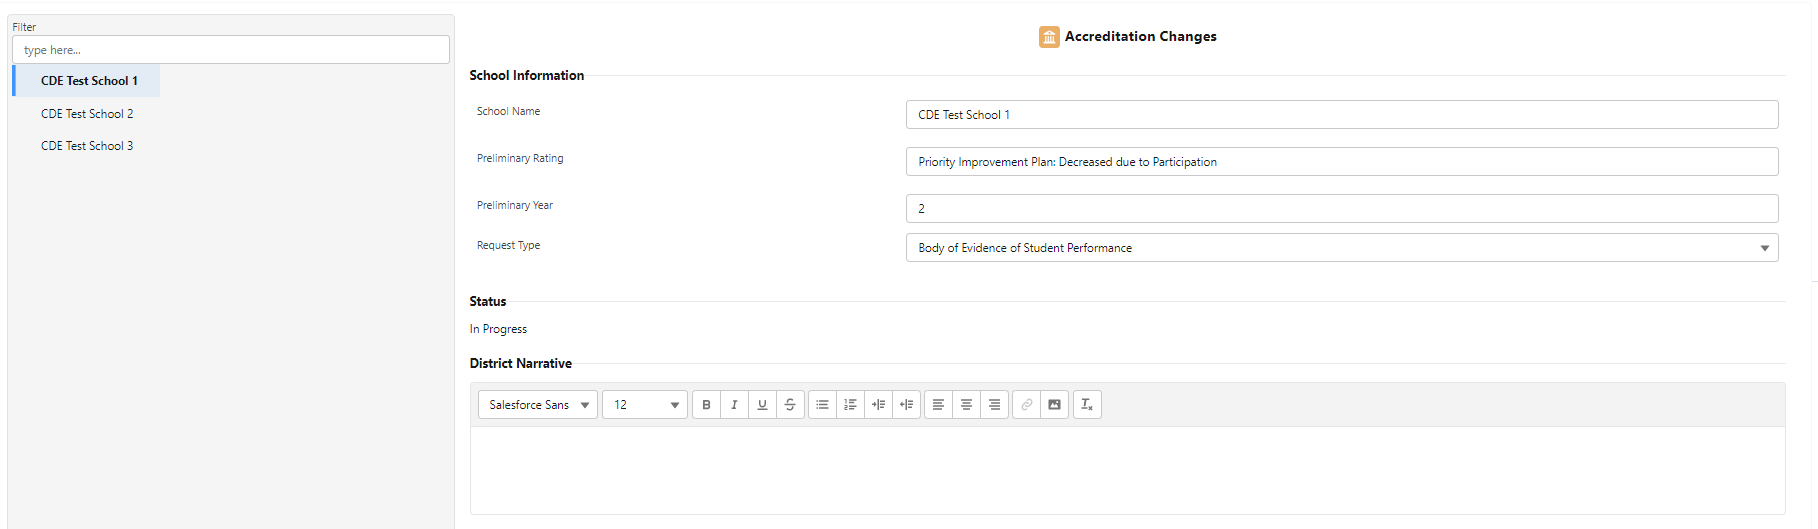 Filter
type here...
CDE Test School 1
CDE Test School 2
CDE Test School 3
Accreditation Changes
School Information
School Name
CDE Test School 1
Preliminary Rating
Priority Improvement Plan: Decreased due to Participation
Preliminary Year
2
Request Type
Body of Evidence of Student Performance
Status
In Progress
District Narrative
Salesforce Sans 12 B I U S